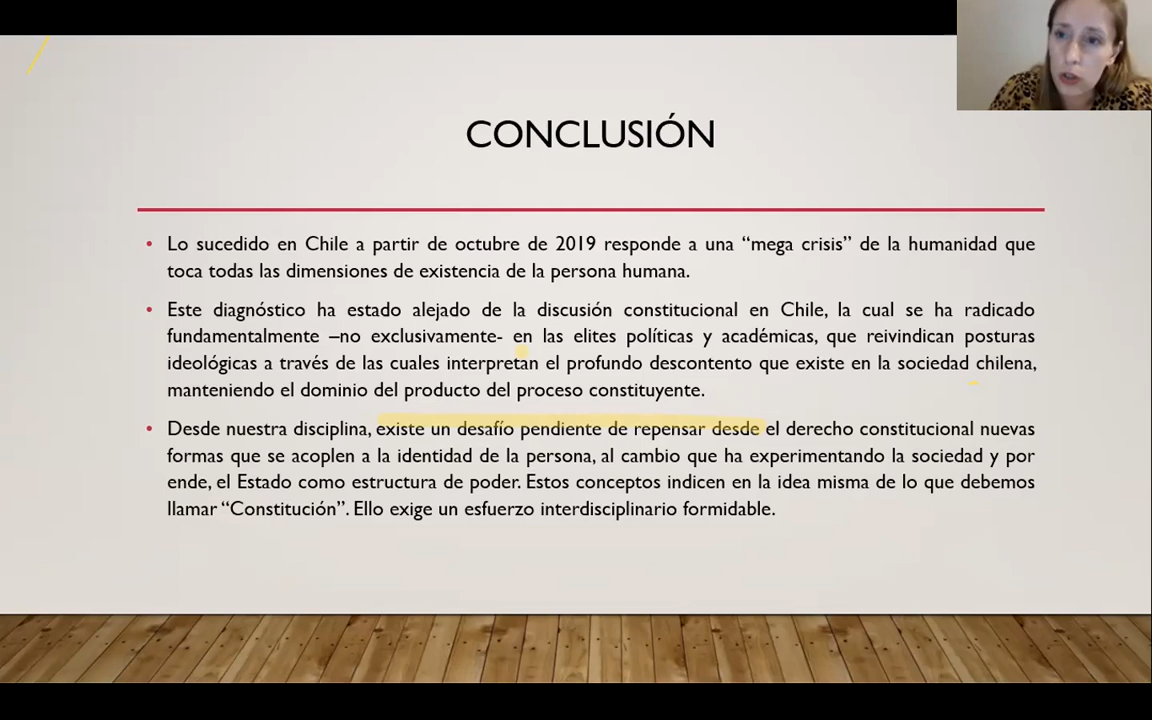 CONCLUSIÓN
• Lo sucedido en Chile a partir de octubre de 2019 responde a una “mega crisis” de la humanidad que
toca todas las dimensiones de existencia de la persona humana.
• Este diagnóstico ha estado alejado de la discusión constitucional en Chile, la cual se ha radicado
fundamentalmente –no exclusivamente- en las elites políticas y académicas, que reivindican posturas
ideológicas a través de las cuales interpretan el profundo descontento que existe en la sociedad chilena,
manteniendo el dominio del producto del proceso constituyente.
• Desde nuestra disciplina, existe un desafío pendiente de repensar desde el derecho constitucional nuevas
formas que se acoplen a la identidad de la persona, al cambio que ha experimentando la sociedad y por
ende, el Estado como estructura de poder. Estos conceptos indicen en la idea misma de lo que debemos
llamar “Constitución”. Ello exige un esfuerzo interdisciplinario formidable.